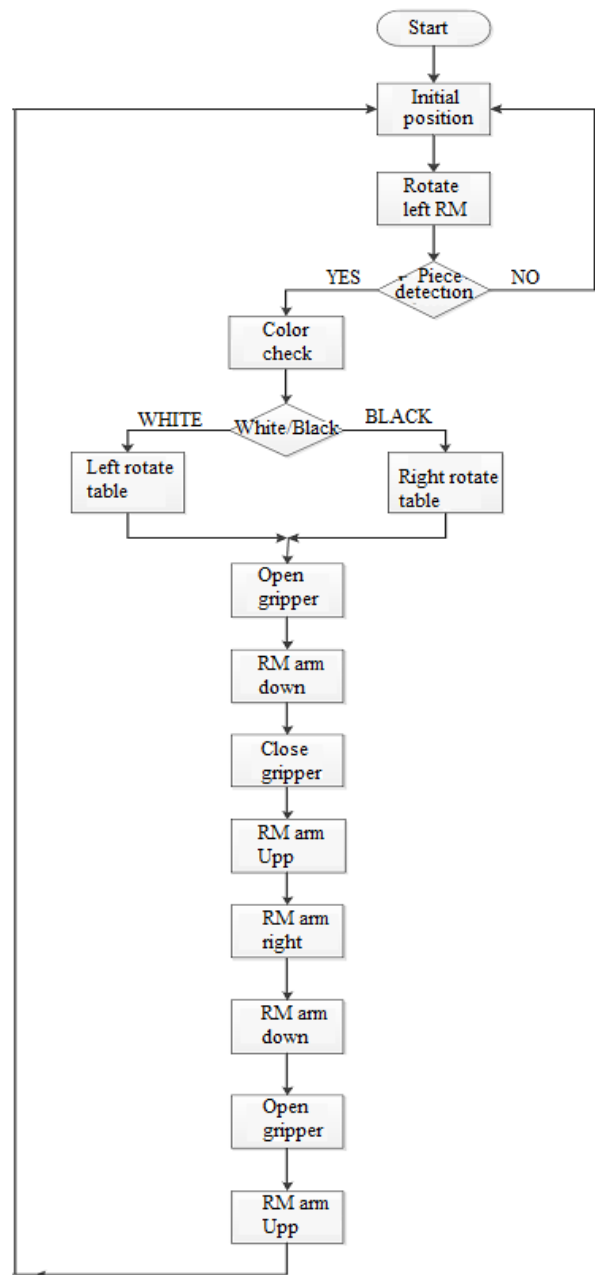 Start
Initial
position
Rotate
left RM
Piece
detection
YES
NO
Color
check
WHITE
White/Black
BLACK
Left rotate
table
Right rotate
table
Open
gripper
RM arm
down
Close
gripper
RM arm
Upp
RM arm
right
RM arm
down
Open
gripper
RM arm
Upp